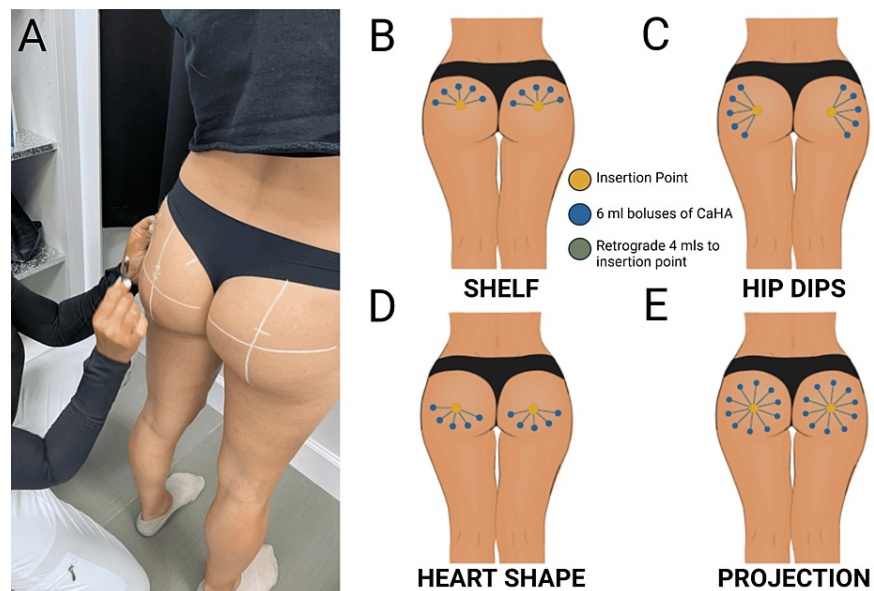 A
B
C
Insertion Point
6 ml boluses of CaHA
Retrograde 4 mls to
insertion point
SHELF
HIP DIPS
D
E
HEART SHAPE
PROJECTION